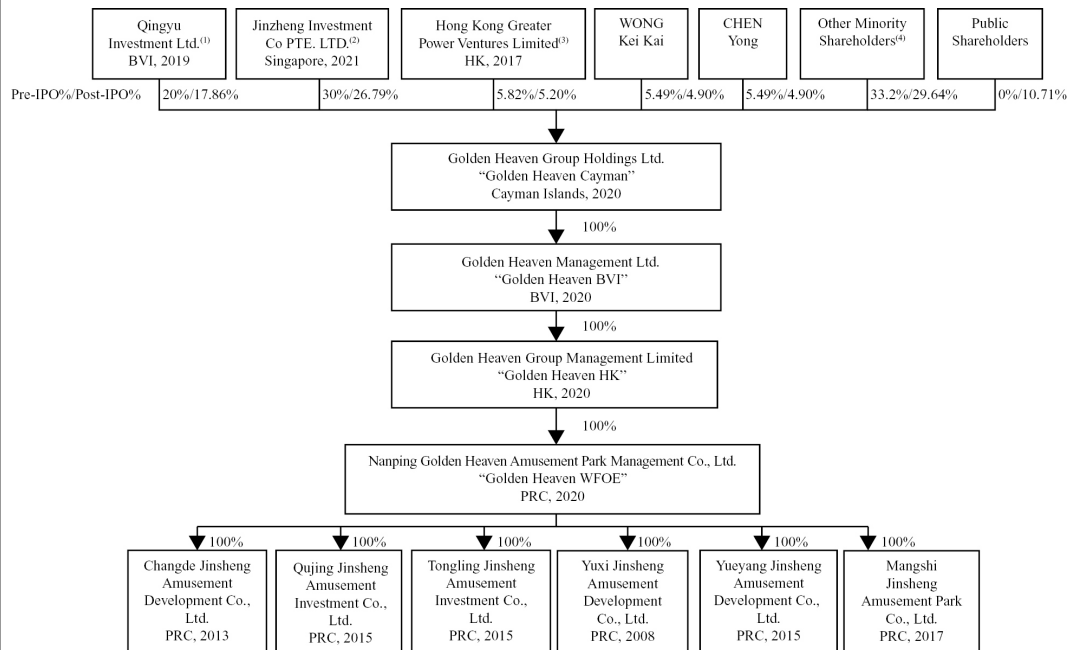 Qingyu
Investment Ltd.(1)
BVI, 2019
Jinzheng Investment
Co PTE. LTD.(2)
Singapore, 2021
Hong Kong Greater
Power Ventures Limited(3)
HK, 2017
WONG
Kei Kai
CHEN
Yong
Other Minority
Shareholders(4)
Public
Shareholders
Pre-IPO%/Post-IPO%
20%/17.86%
30%/26.79%
5.82%/5.20%
5.49%/4.90%
5.49%/4.90%
33.2%/29.64%
0%/10.71%
Golden Heaven Group Holdings Ltd.
“Golden Heaven Cayman”
Cayman Islands, 2020
100%
Golden Heaven Management Ltd.
“Golden Heaven BVI”
BVI, 2020
100%
Golden Heaven Group Management Limited
“Golden Heaven HK”
HK, 2020
100%
Nanping Golden Heaven Amusement Park Management Co., Ltd.
“Golden Heaven WFOE”
PRC, 2020
100%
100%
100%
100%
100%
100%
Changde Jinsheng
Amusement
Development Co.,
Ltd.
PRC, 2013
Qujing Jinsheng
Amusement
Investment Co.,
Ltd.
PRC, 2015
Tongling Jinsheng
Amusement
Investment Co.,
Ltd.
PRC, 2015
Yuxi Jinsheng
Amusement
Development
Co., Ltd.
PRC, 2008
Yueyang Jinsheng
Amusement
Development Co.,
Ltd.
PRC, 2015
Mangshi
Jinsheng
Amusement Park
Co., Ltd.
PRC, 2017